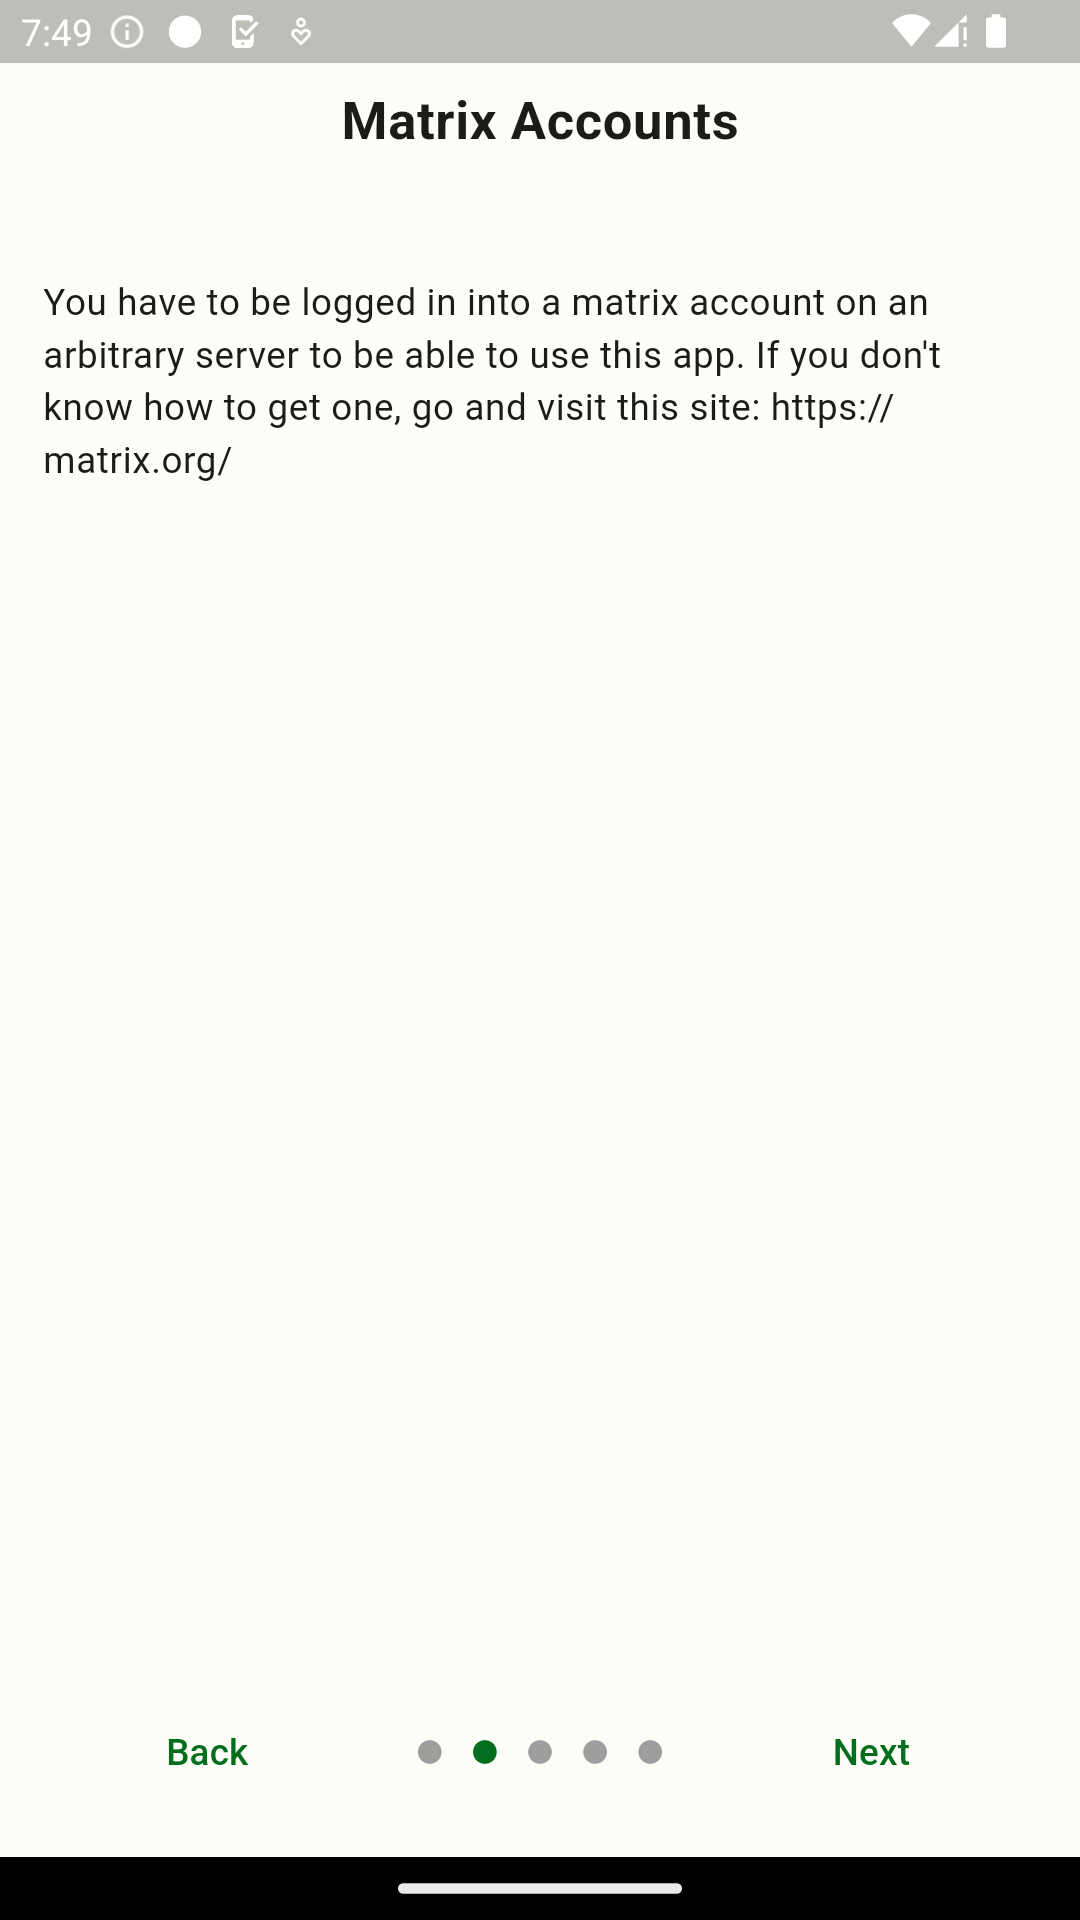 7:49
Matrix Accounts
You have to be logged in into a matrix account on an
arbitrary server to be able to use this app. If you don't
know how to get one, go and visit this site: https://
matrix.org/
Back
Next